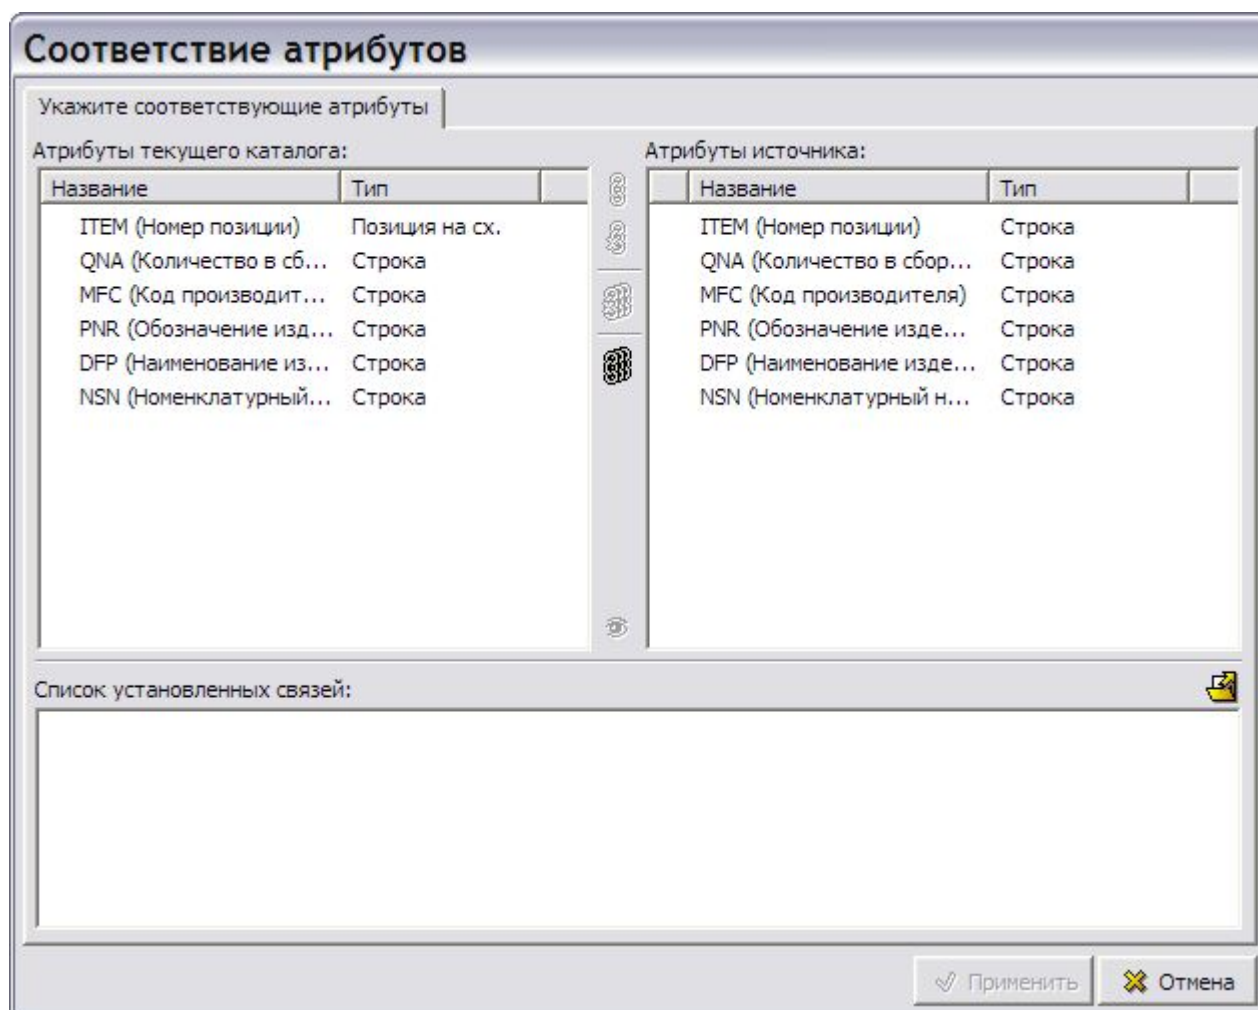 Соответствие атрибутов
Укажите соответствующие атрибуты
Атрибуты текущего каталога: Атрибуты источника:
Название Тип Название Тип
ITEM (Номер позиции) Позиция на сх. ITEM (Номер позиции) Строка
QNA (Количество в сб... Строка QNA (Количество в сбор... Строка
MFC (Код производит... Строка MFC (Код производителя) Строка
PNR (Обозначение изд... Строка PNR (Обозначение изде... Строка
DFP (Наименование из... Строка DFP (Наименование изде... Строка
NSN (Номенклатурный... Строка NSN (Номенклатурный н... Строка
Список установленных связей:
Применить Отмена